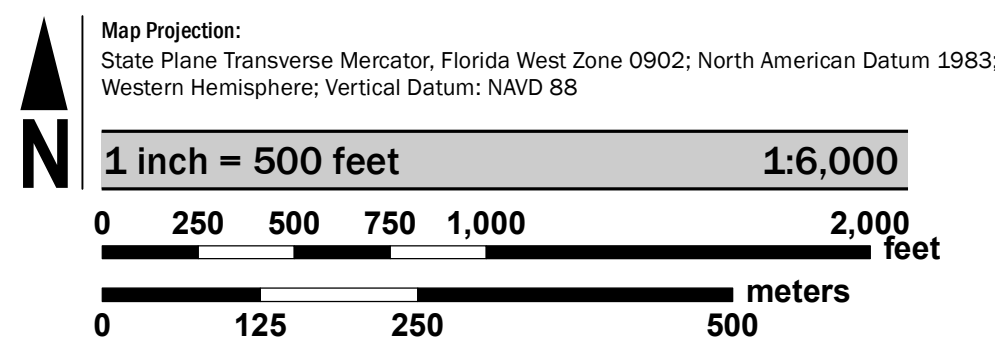 Map Projection:
State Plane Transverse Mercator, Florida West Zone 0902; North American Datum 1983;
Western Hemisphere; Vertical Datum: NAVD 88
N
1 inch = 500 feet 1:6,000
0 250 500 750 1,000 2,000
feet
meters
0 125 250 500